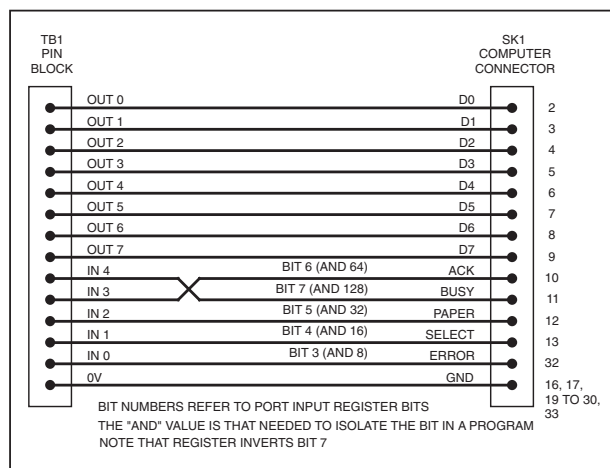 TB1
PIN
BLOCK
SK1
COMPUTER
CONNECTOR
OUT 0 D0 2
OUT 1 D1 3
OUT 2 D2 4
OUT 3 D3 5
OUT 4 D4 6
OUT 5 D5 7
OUT 6 D6 8
OUT 7 D7 9
IN 4 BIT 6 (AND 64) ACK 10
IN 3 BIT 7 (AND 128) BUSY 11
IN 2 BIT 5 (AND 32) PAPER 12
IN 1 BIT 4 (AND 16) SELECT 13
IN 0 BIT 3 (AND 8) ERROR 32
0V GND 16, 17,
19 TO 30,
33
BIT NUMBERS REFER TO PORT INPUT REGISTER BITS
THE "AND" VALUE IS THAT NEEDED TO ISOLATE THE BIT IN A PROGRAM
NOTE THAT REGISTER INVERTS BIT 7